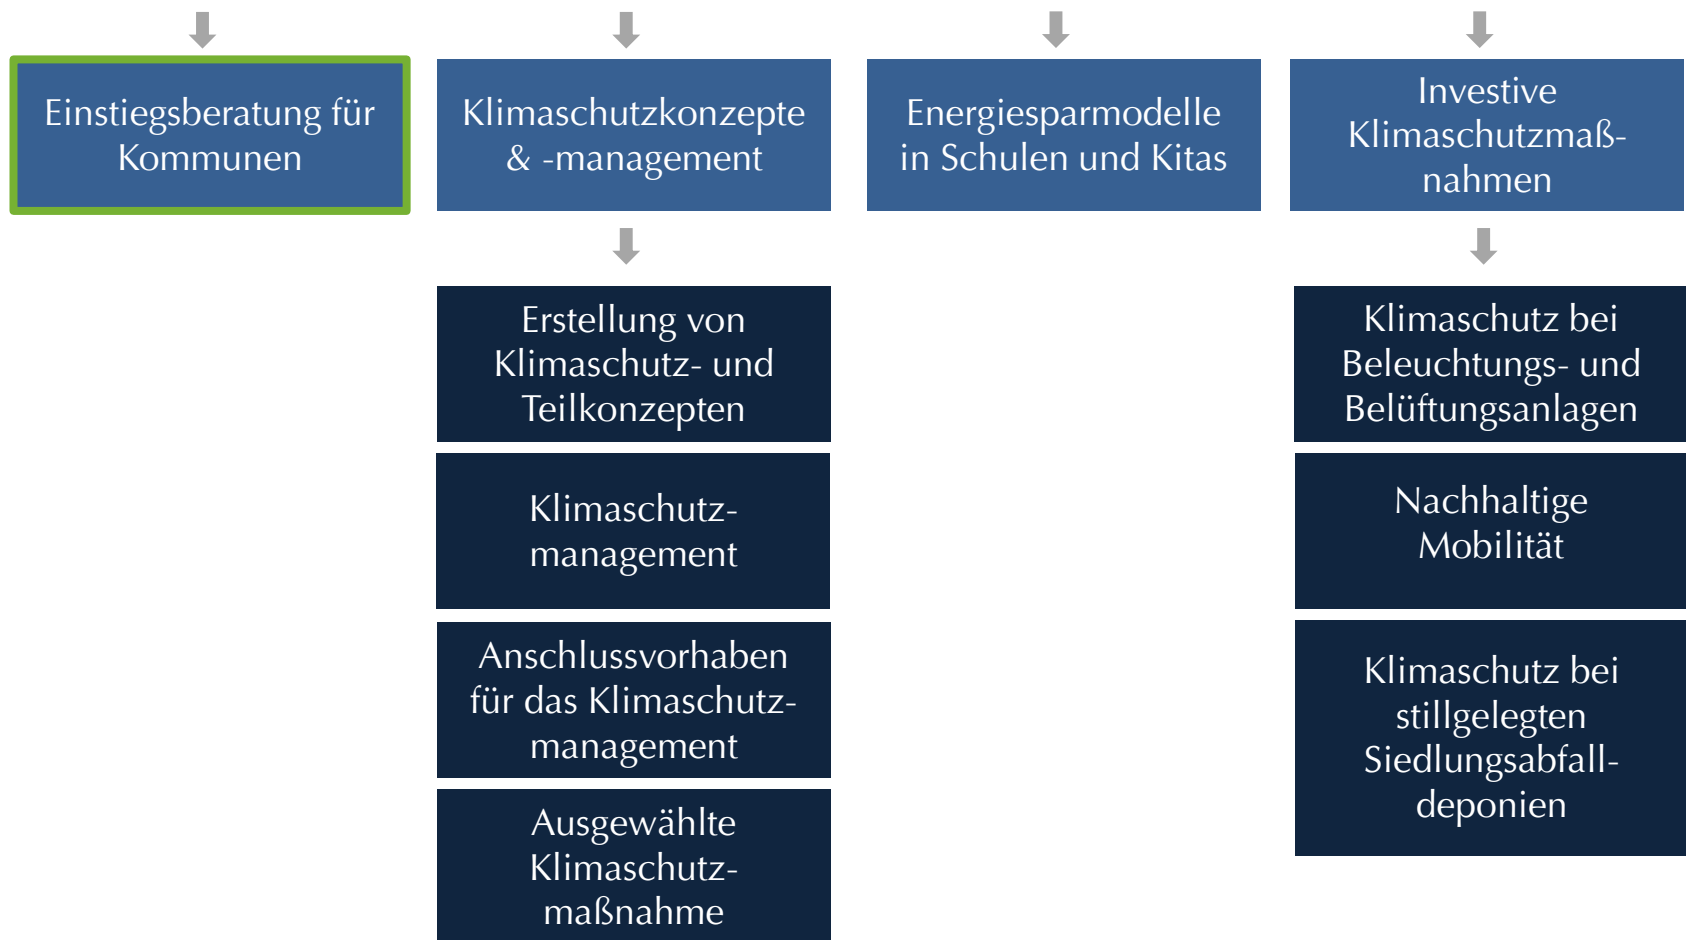 Einstiegsberatung für
Kommunen
Klimaschutzkonzepte
& -management
Energiesparmodelle
in Schulen und Kitas
Investive
Klimaschutzmaß-
nahmen
Erstellung von
Klimaschutz- und
Teilkonzepten
Klimaschutz-
management
Anschlussvorhaben
für das Klimaschutz-
management
Ausgewählte
Klimaschutz-
maßnahme
Klimaschutz bei
Beleuchtungs- und
Belüftungsanlagen
Nachhaltige
Mobilität
Klimaschutz bei
stillgelegten
Siedlungsabfall-
deponien